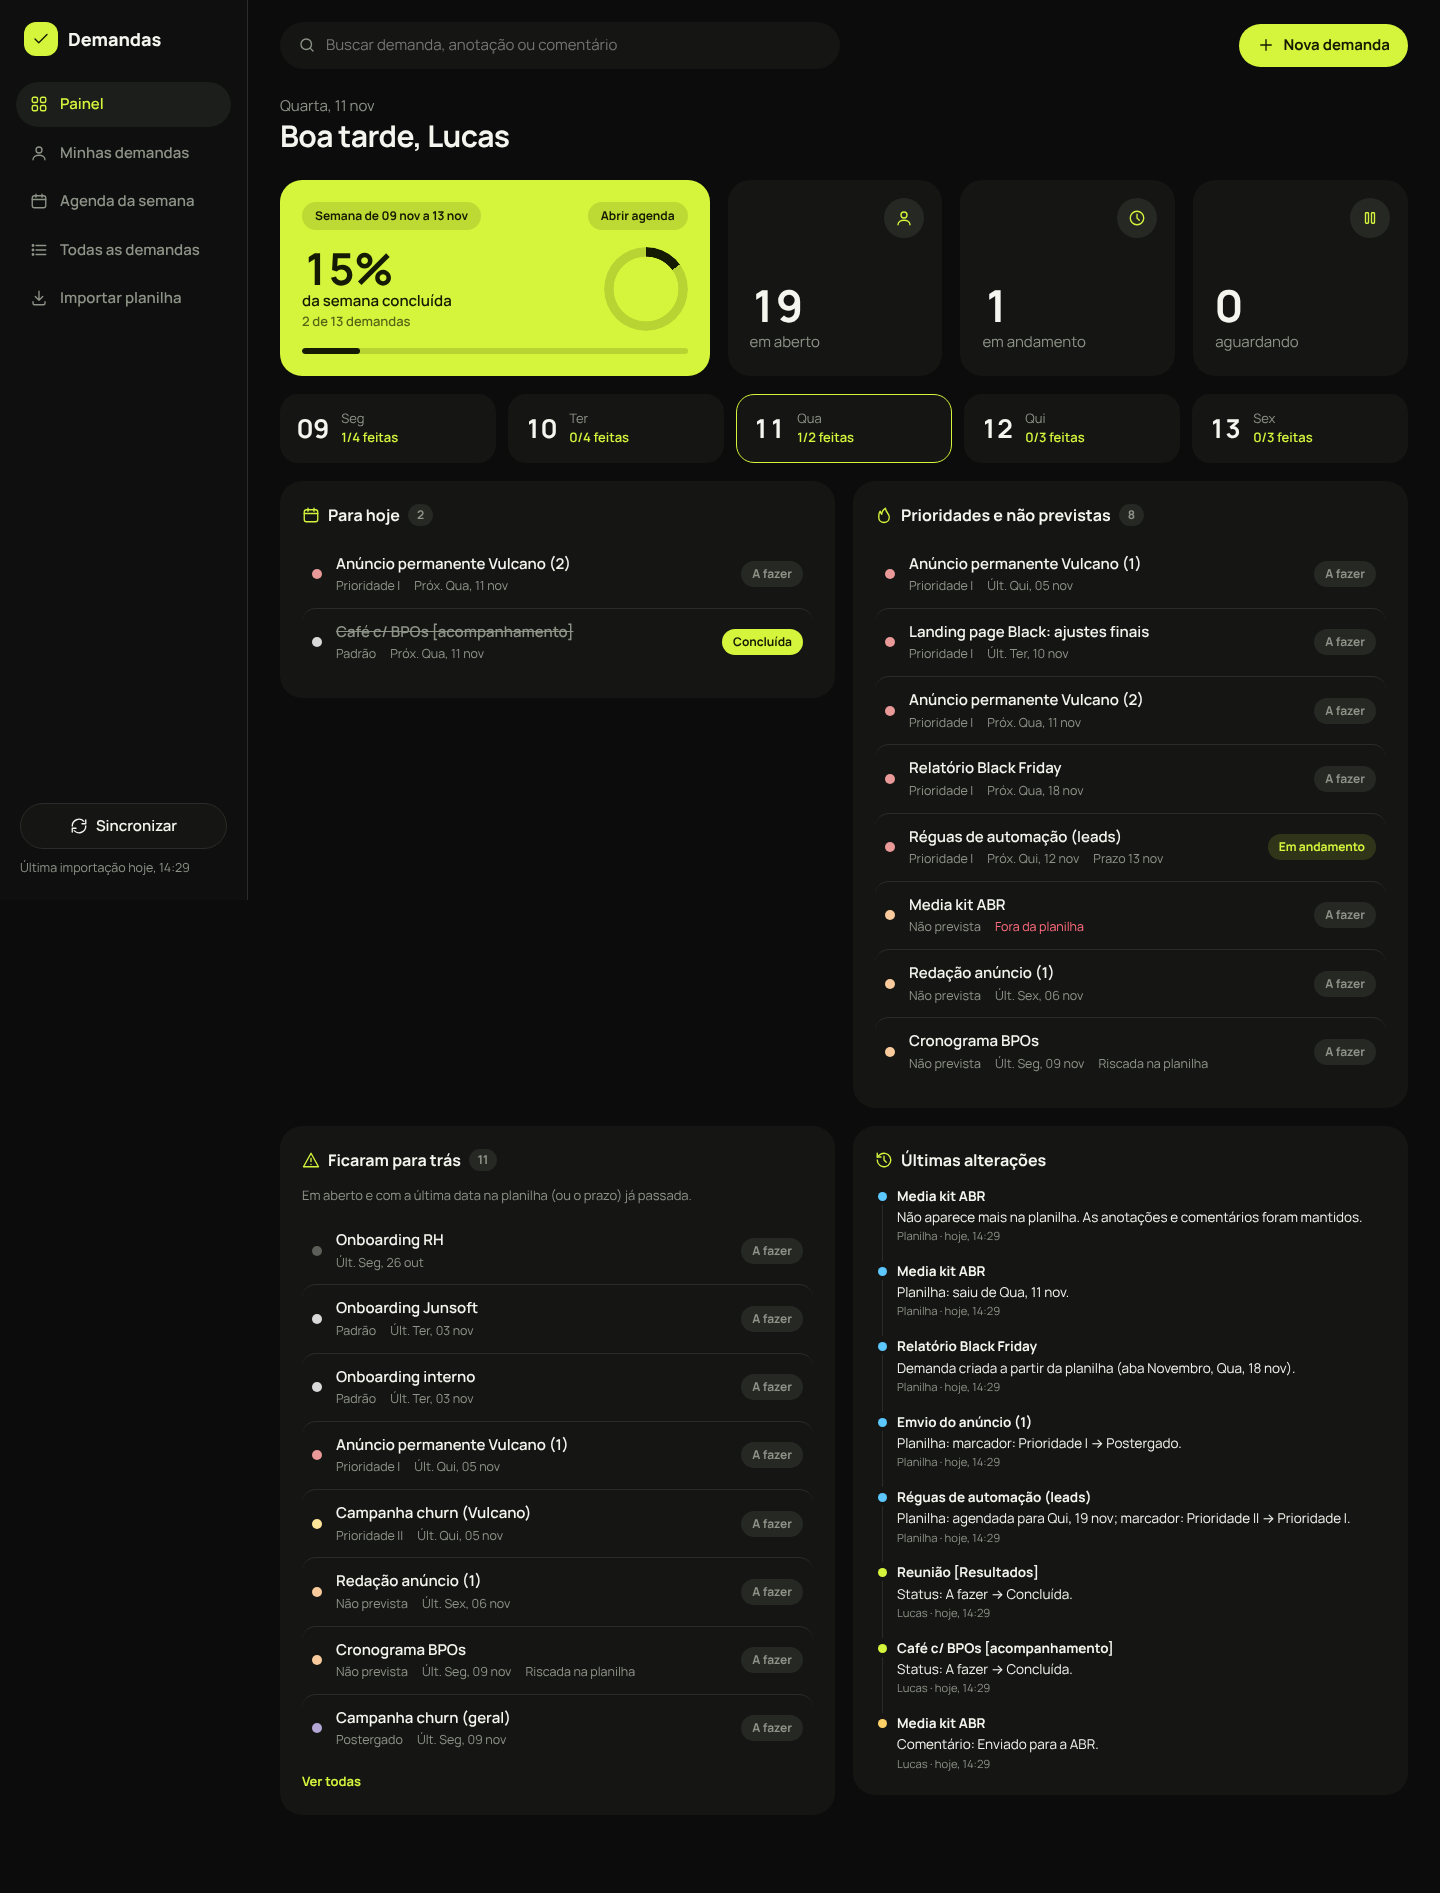 Demandas
Painel
Minhas demandas
Agenda da semana
Todas as demandas
Importar planilha
Sincronizar
Última importação hoje, 14:29
Buscar demanda, anotação ou comentário
Nova demanda
Quarta, 11 nov
Boa tarde, Lucas
Semana de 09 nov a 13 nov
Abrir agenda
15%
da semana concluída
2 de 13 demandas
19
em aberto
1
em andamento
0
aguardando
09 Seg
1/4 feitas
10 Ter
0/4 feitas
11 Qua
1/2 feitas
12 Qui
0/3 feitas
13 Sex
0/3 feitas
Para hoje 2
Anúncio permanente Vulcano (2)
Prioridade I Próx. Qua, 11 nov
A fazer
Café c/ BPOs [acompanhamento]
Padrão Próx. Qua, 11 nov
Concluída
Prioridades e não previstas 8
Anúncio permanente Vulcano (1)
Prioridade I Últ. Qui, 05 nov
A fazer
Landing page Black: ajustes finais
Prioridade I Últ. Ter, 10 nov
A fazer
Anúncio permanente Vulcano (2)
Prioridade I Próx. Qua, 11 nov
A fazer
Relatório Black Friday
Prioridade I Próx. Qua, 18 nov
A fazer
Réguas de automação (leads)
Prioridade I Próx. Qui, 12 nov Prazo 13 nov
Em andamento
Media kit ABR
Não prevista Fora da planilha
A fazer
Redação anúncio (1)
Não prevista Últ. Sex, 06 nov
A fazer
Cronograma BPOs
Não prevista Últ. Seg, 09 nov Riscada na planilha
A fazer
Ficaram para trás 11
Em aberto e com a última data na planilha (ou o prazo) já passada.
Onboarding RH
Últ. Seg, 26 out
A fazer
Onboarding Junsoft
Padrão Últ. Ter, 03 nov
A fazer
Onboarding interno
Padrão Últ. Ter, 03 nov
A fazer
Anúncio permanente Vulcano (1)
Prioridade I Últ. Qui, 05 nov
A fazer
Campanha churn (Vulcano)
Prioridade II Últ. Qui, 05 nov
A fazer
Redação anúncio (1)
Não prevista Últ. Sex, 06 nov
A fazer
Cronograma BPOs
Não prevista Últ. Seg, 09 nov Riscada na planilha
A fazer
Campanha churn (geral)
Postergado Últ. Seg, 09 nov
A fazer
Ver todas
Últimas alterações
Media kit ABR
Não aparece mais na planilha. As anotações e comentários foram mantidos.
Planilha · hoje, 14:29
Media kit ABR
Planilha: saiu de Qua, 11 nov.
Planilha · hoje, 14:29
Relatório Black Friday
Demanda criada a partir da planilha (aba Novembro, Qua, 18 nov).
Planilha · hoje, 14:29
Emvio do anúncio (1)
Planilha: marcador: Prioridade I → Postergado.
Planilha · hoje, 14:29
Réguas de automação (leads)
Planilha: agendada para Qui, 19 nov; marcador: Prioridade II → Prioridade I.
Planilha · hoje, 14:29
Reunião [Resultados]
Status: A fazer → Concluída.
Lucas · hoje, 14:29
Café c/ BPOs [acompanhamento]
Status: A fazer → Concluída.
Lucas · hoje, 14:29
Media kit ABR
Comentário: Enviado para a ABR.
Lucas · hoje, 14:29